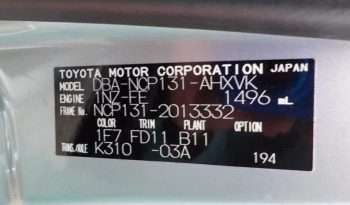 TOYOTA MOTOR CORPORATION JAPAN
MODEL DBA-NCP131-AHXVK
ENGINE 1NZ-FE 1496 mL
FRAME No. NCP131-2013332
COLOR TRIM PLANT OPTION
1F7 FD11 B11
TRANS./AXLE K310 -03A
194